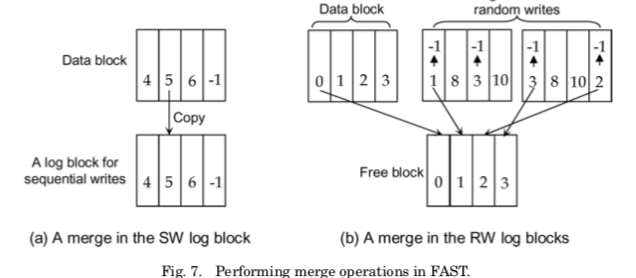 Data block
random writes
Data block
4 5 6 -1
Copy
A log block for
sequential writes
4 5 6 -1
-1 -1 -1 -1
0 1 2 3
1 8 3 10
3 8 10 2
Free block
0 1 2 3
(a) A merge in the SW log block
(b) A merge in the RW log blocks
Fig. 7. Performing merge operations in FAST.